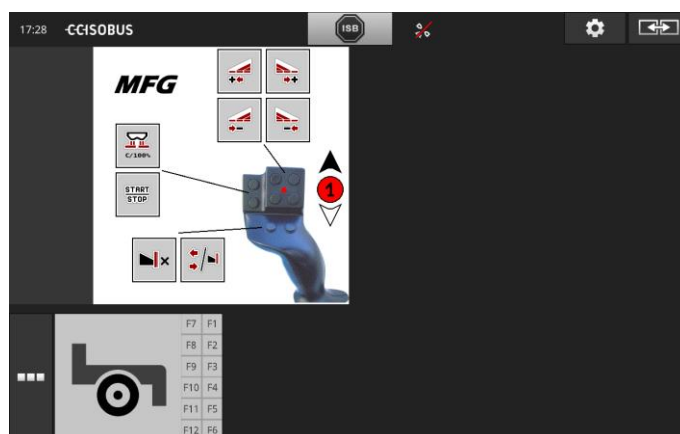 17:28 CCISOBUS ISB
MFG
C/100%
START
STOP
1
F7 F1
F8 F2
F9 F3
F10 F4
F11 F5
F12 F6